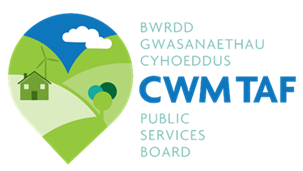 BWRDD
GWASANAETHAU
CYHOEDDUS
CWM TAF
PUBLIC
SERVICES
BOARD